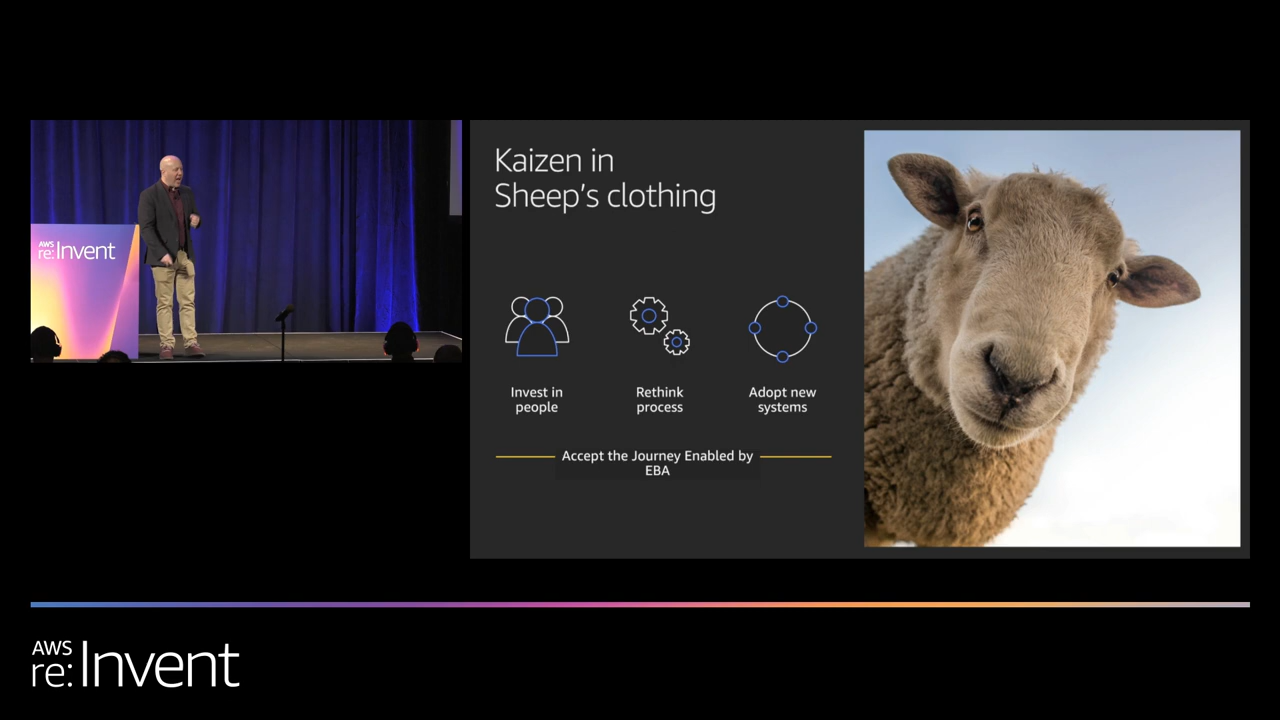 AWS
re:Invent
Kaizen in
Sheep's clothing
Invest in
people
Rethink
process
Adopt new
systems
Accept the Journey Enabled by
EBA
AWS
re:Invent